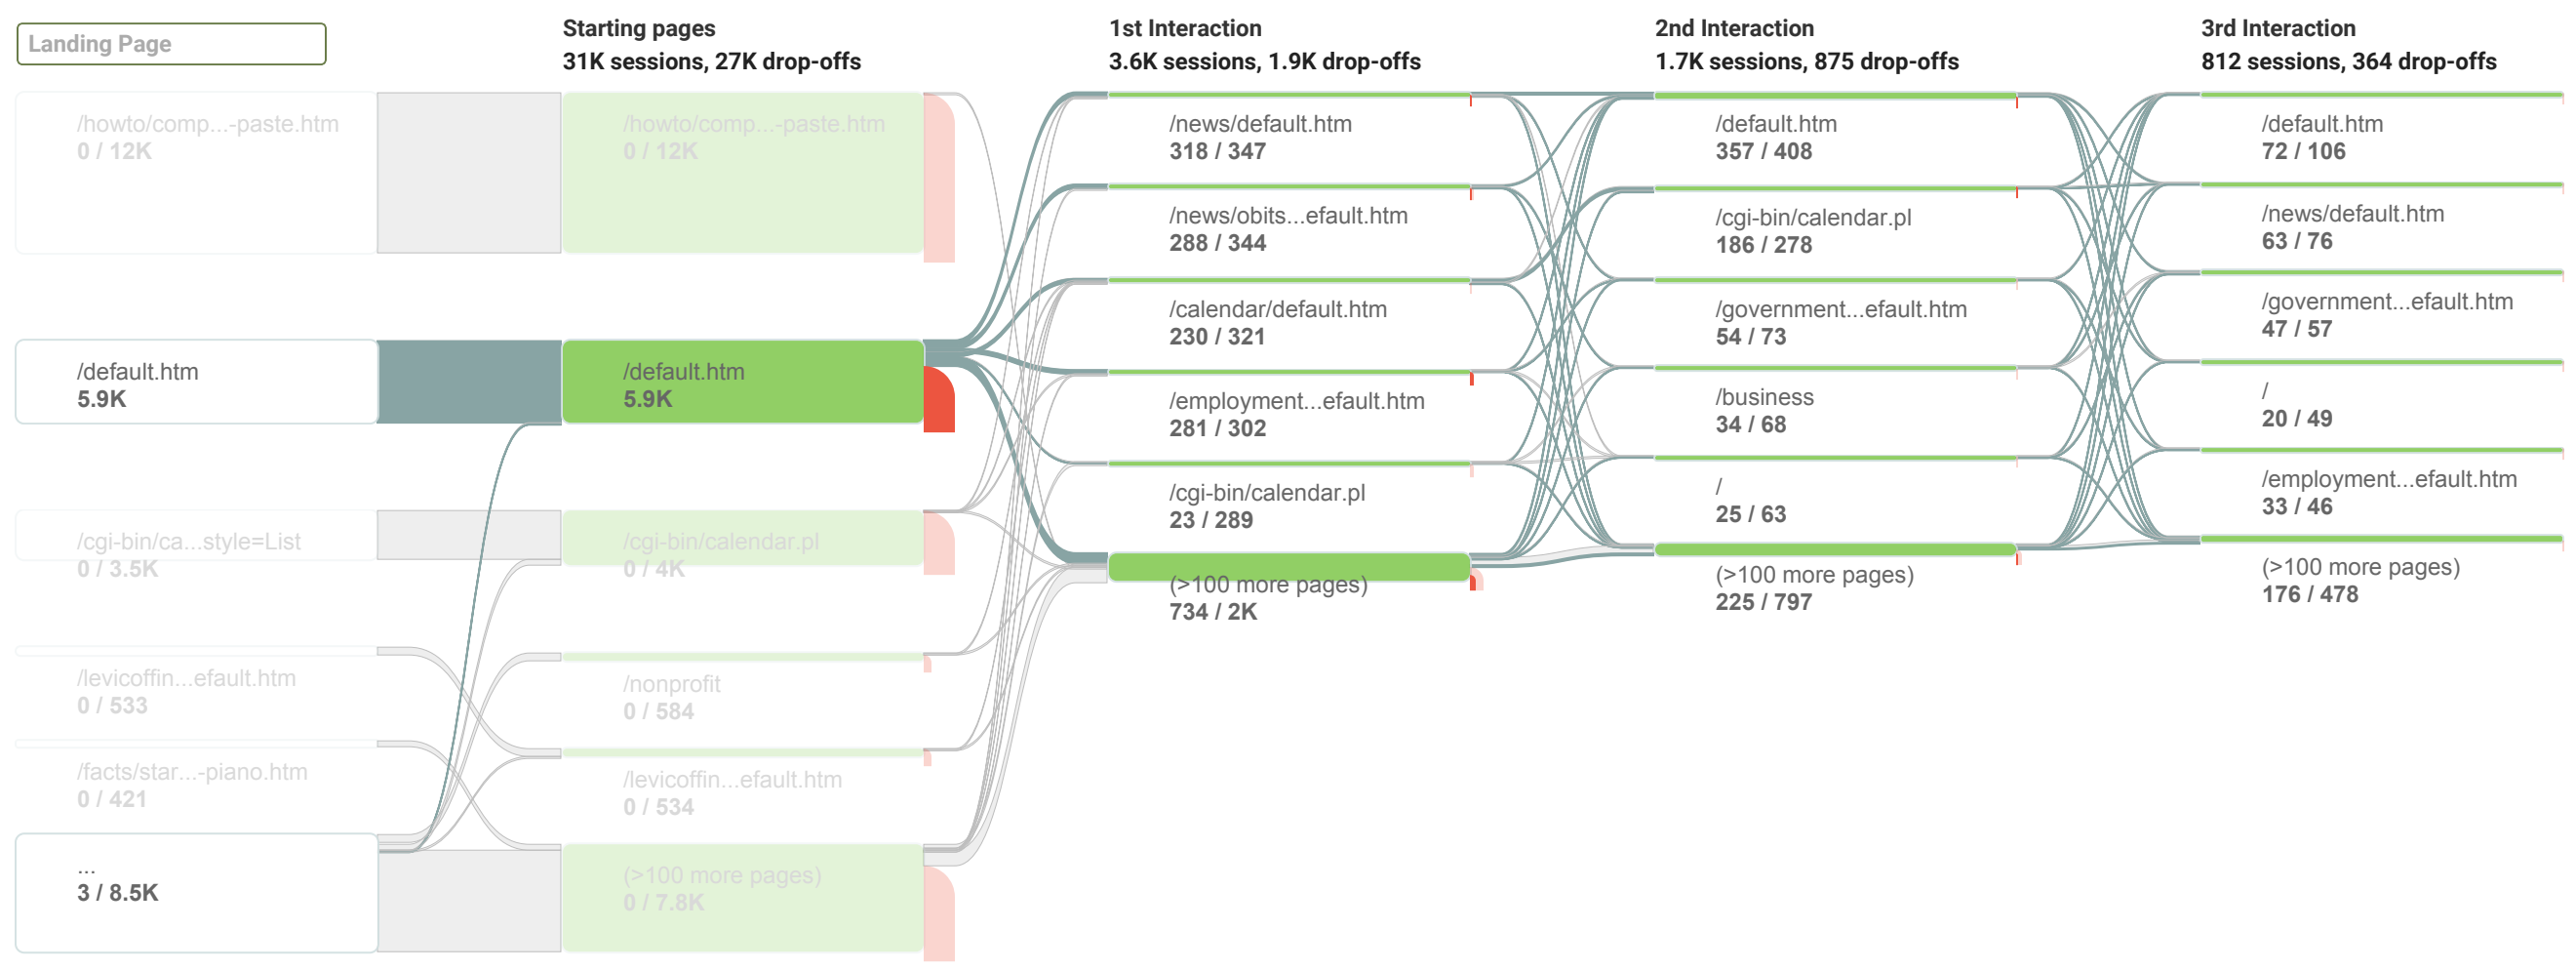 Landing Page
Starting pages
31K sessions, 27K drop-offs
1st Interaction
3.6K sessions, 1.9K drop-offs
2nd Interaction
1.7K sessions, 875 drop-offs
3rd Interaction
812 sessions, 364 drop-offs
/howto/comp...-paste.htm
0 / 12K
/default.htm
5.9K
/cgi-bin/ca...style=List
0 / 3.5K
/levicoffin...efault.htm
0 / 533
/facts/star...-piano.htm
0 / 421
...
3 / 8.5K
/howto/comp...-paste.htm
0 / 12K
/default.htm
5.9K
/cgi-bin/calendar.pl
0 / 4K
/nonprofit
0 / 584
/levicoffin...efault.htm
0 / 534
(>100 more pages)
0 / 7.8K
/news/default.htm
318 / 347
/news/obits...efault.htm
288 / 344
/calendar/default.htm
230 / 321
/employment...efault.htm
281 / 302
/cgi-bin/calendar.pl
23 / 289
(>100 more pages)
734 / 2K
/default.htm
357 / 408
/cgi-bin/calendar.pl
186 / 278
/government...efault.htm
54 / 73
/business
34 / 68
/
25 / 63
(>100 more pages)
225 / 797
/default.htm
72 / 106
/news/default.htm
63 / 76
/government...efault.htm
47 / 57
/
20 / 49
/employment...efault.htm
33 / 46
(>100 more pages)
176 / 478